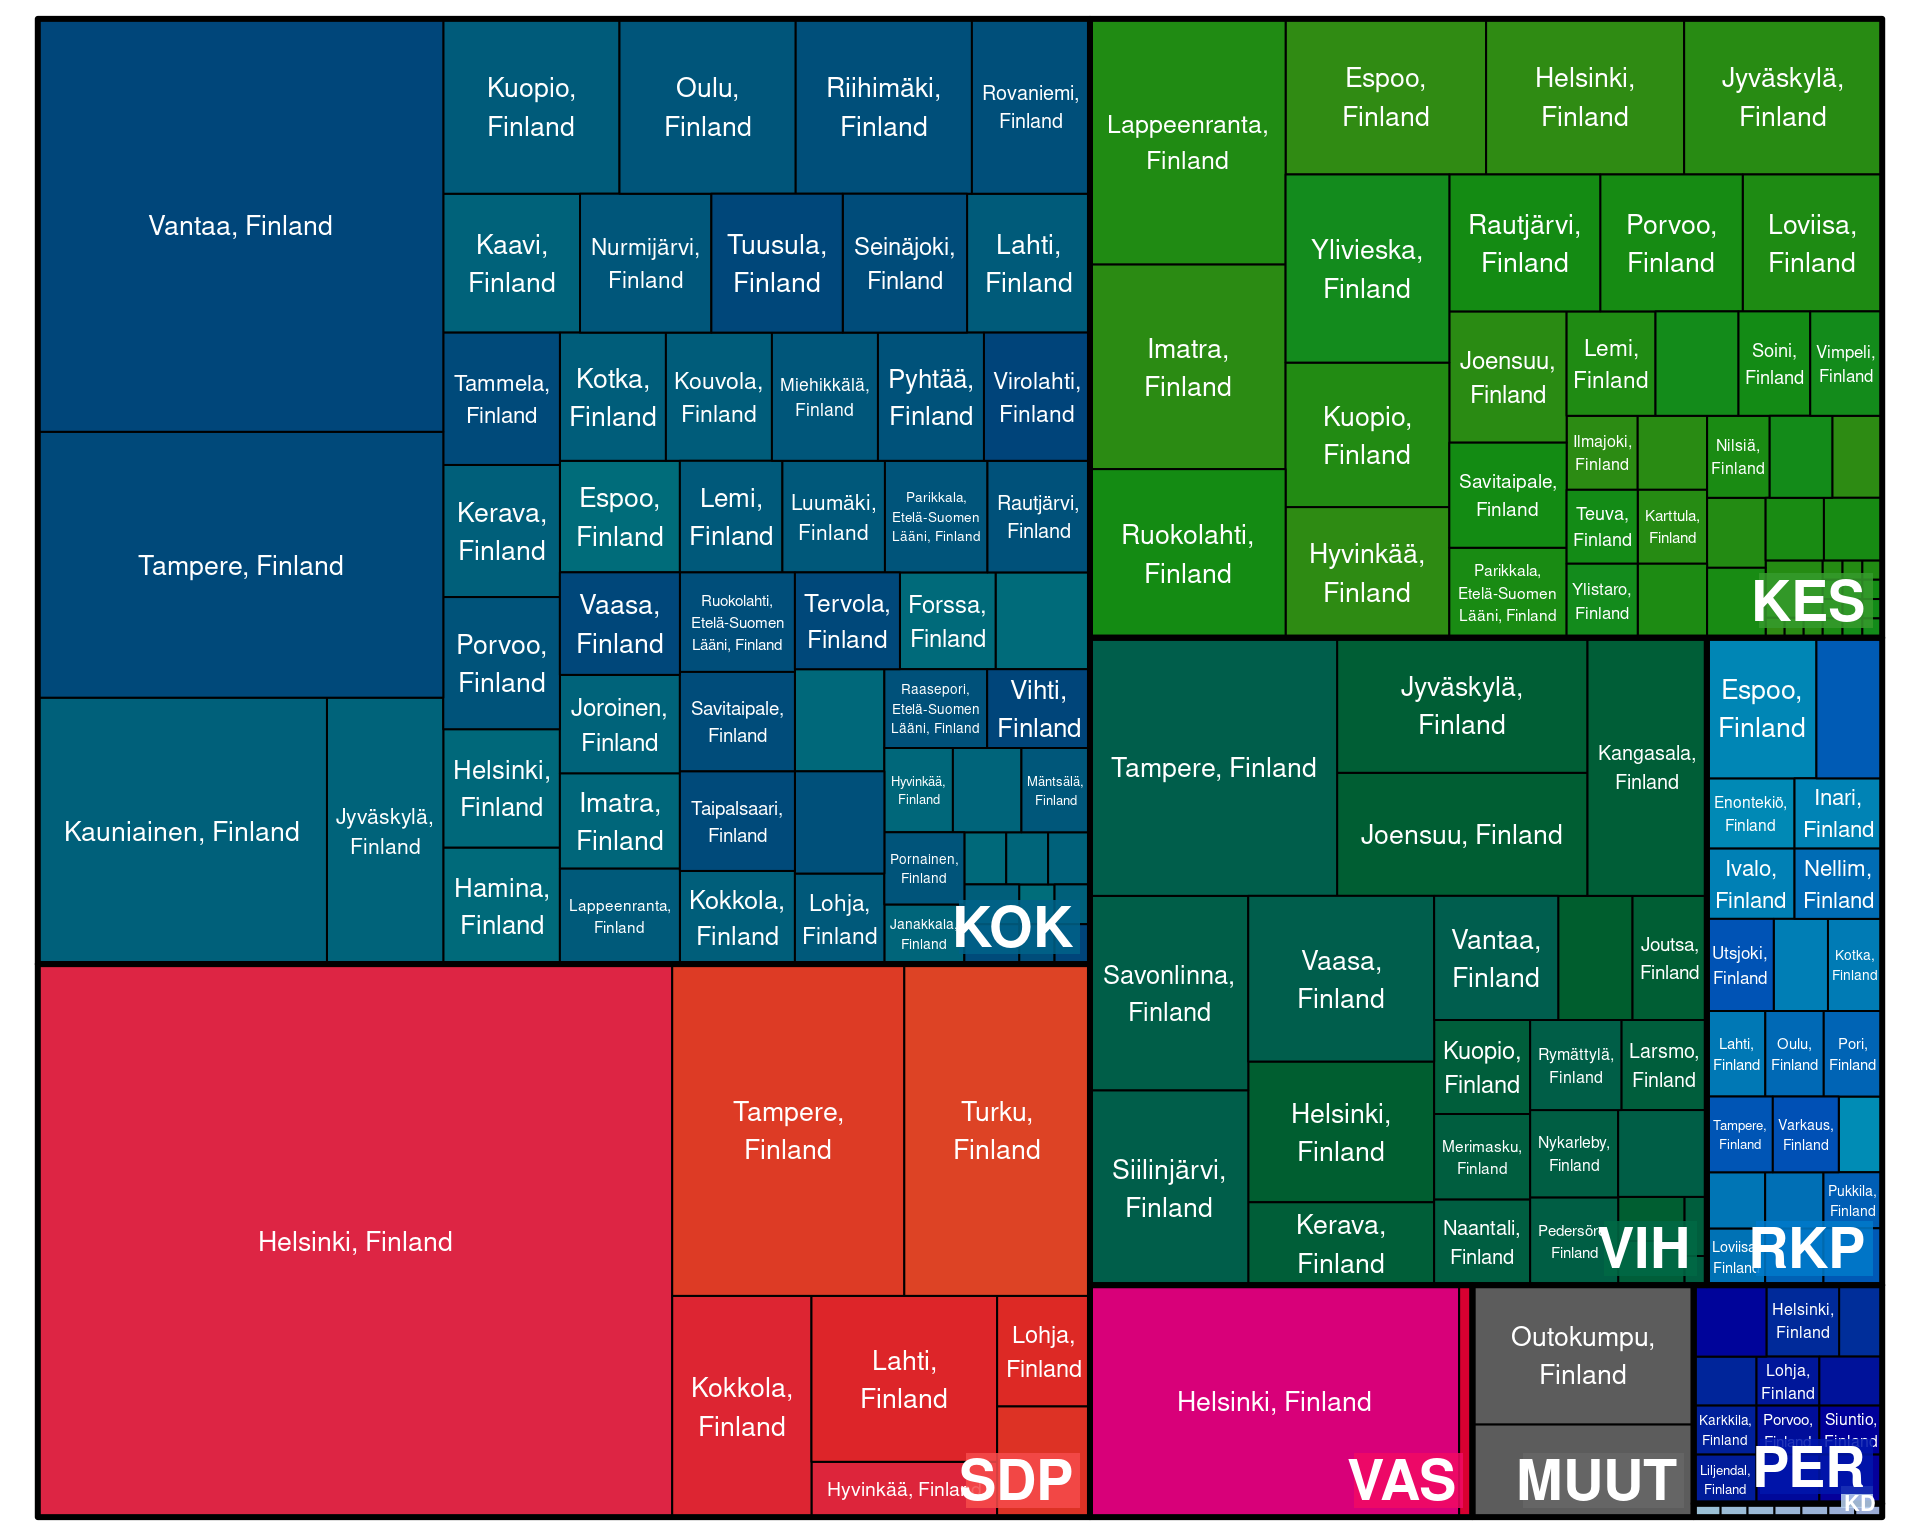 Vantaa, Finland
Tampere, Finland
Kauniainen, Finland
Jyväskylä,
Finland
Kuopio,
Finland
Oulu,
Finland
Riihimäki,
Finland
Rovaniemi,
Finland
Kaavi,
Finland
Nurmijärvi,
Finland
Tuusula,
Finland
Seinäjoki,
Finland
Lahti,
Finland
Tammela,
Finland
Kotka,
Finland
Kouvola,
Finland
Miehikkälä,
Finland
Pyhtää,
Finland
Virolahti,
Finland
Kerava,
Finland
Espoo,
Finland
Lemi,
Finland
Luumäki,
Finland
Parikkala,
Etelä-Suomen
Lääni, Finland
Rautjärvi,
Finland
Porvoo,
Finland
Vaasa,
Finland
Ruokolahti,
Etelä-Suomen
Lääni, Finland
Tervola,
Finland
Forssa,
Finland
Joroinen,
Finland
Savitaipale,
Finland
Raasepori,
Etelä-Suomen
Lääni, Finland
Vihti,
Finland
Helsinki,
Finland
Imatra,
Finland
Taipalsaari,
Finland
Hyvinkää,
Finland
Mäntsälä,
Finland
Hamina,
Finland
Lappeenranta,
Finland
Kokkola,
Finland
Lohja,
Finland
Pornainen,
Finland
Janakkala,
Finland
KOK
Lappeenranta,
Finland
Imatra,
Finland
Ruokolahti,
Finland
Espoo,
Finland
Helsinki,
Finland
Jyväskylä,
Finland
Ylivieska,
Finland
Rautjärvi,
Finland
Porvoo,
Finland
Loviisa,
Finland
Kuopio,
Finland
Hyvinkää,
Finland
Joensuu,
Finland
Lemi,
Finland
Soini,
Finland
Vimpeli,
Finland
Savitaipale,
Finland
Parikkala,
Etelä-Suomen
Lääni, Finland
Ilmajoki,
Finland
Nilsiä,
Finland
Teuva,
Finland
Karttula,
Finland
Ylistaro,
Finland
KES
Tampere, Finland
Jyväskylä,
Finland
Joensuu, Finland
Kangasala,
Finland
Savonlinna,
Finland
Siilinjärvi,
Finland
Vaasa,
Finland
Helsinki,
Finland
Kerava,
Finland
Vantaa,
Finland
Joutsa,
Finland
Kuopio,
Finland
Rymättylä,
Finland
Larsmo,
Finland
Merimasku,
Finland
Nykarleby,
Finland
Naantali,
Finland
Finland
VIH
Espoo,
Finland
Enontekiö,
Finland
Inari,
Finland
Ivalo,
Finland
Nellim,
Finland
Utsjoki,
Finland
Kotka,
Finland
Lahti,
Finland
Oulu,
Finland
Pori,
Finland
Tampere,
Finland
Varkaus,
Finland
Pukkila,
Finland
Loviisa
Finland
RKP
Helsinki, Finland
Tampere,
Finland
Turku,
Finland
Kokkola,
Finland
Lahti,
Finland
Lohja,
Finland
Hyvinkää, Finland
SDP
Helsinki, Finland
VAS
Outokumpu,
Finland
MUUT
Helsinki,
Finland
Lohja,
Finland
Karkkila,
Finland
Porvoo,
Finland
Siuntio,
Finland
Liljendal,
Finland
PER
KD